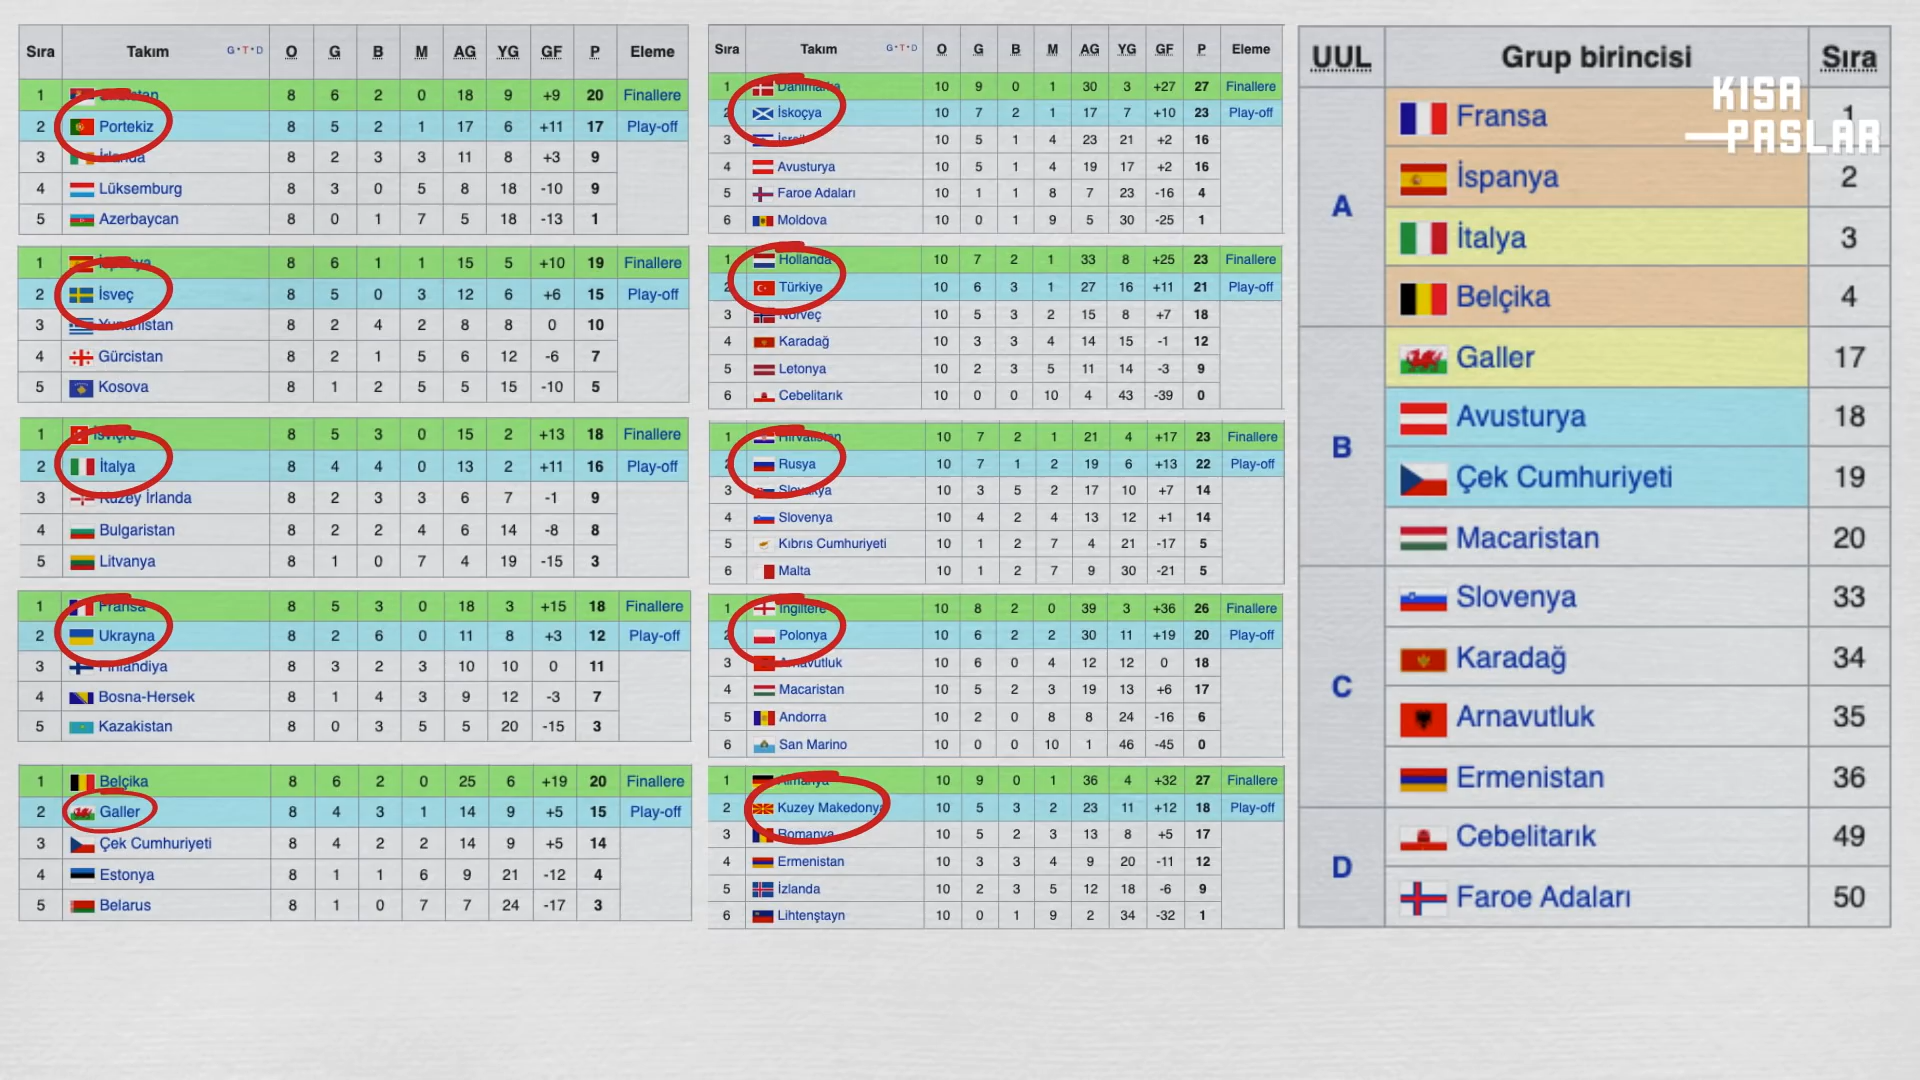 Sıra Takım G·T·D O G B M AG YG GF P Eleme
1 8 6 2 0 18 9 +9 20 Finallere
2 Portekiz 8 5 2 1 17 6 +11 17 Play-off
3 İrlanda 8 2 3 3 11 8 +3 9
4 Lüksemburg 8 3 0 5 8 18 -10 9
5 Azerbaycan 8 0 1 7 5 18 -13 1
1 İspanya 8 6 1 1 15 5 +10 19 Finallere
2 İsveç 8 5 0 3 12 6 +6 15 Play-off
3 Yunanistan 8 2 4 2 8 8 0 10
4 Gürcistan 8 2 1 5 6 12 -6 7
5 Kosova 8 1 2 5 5 15 -10 5
1 İsviçre 8 5 3 0 15 2 +13 18 Finallere
2 İtalya 8 4 4 0 13 2 +11 16 Play-off
3 Kuzey İrlanda 8 2 3 3 6 7 -1 9
4 Bulgaristan 8 2 2 4 6 14 -8 8
5 Litvanya 8 1 0 7 4 19 -15 3
1 Fransa 8 5 3 0 18 3 +15 18 Finallere
2 Ukrayna 8 2 6 0 11 8 +3 12 Play-off
3 Finlandiya 8 3 2 3 10 10 0 11
4 Bosna-Hersek 8 1 4 3 9 12 -3 7
5 Kazakistan 8 0 3 5 5 20 -15 3
1 Belçika 8 6 2 0 25 6 +19 20 Finallere
2 Galler 8 4 3 1 14 9 +5 15 Play-off
3 Çek Cumhuriyeti 8 4 2 2 14 9 +5 14
4 Estonya 8 1 1 6 9 21 -12 4
5 Belarus 8 1 0 7 7 24 -17 3
Sıra Takım G·T·D O G B M AG YG GF P Eleme
1 Danimarka 10 9 0 1 30 3 +27 27 Finallere
2 İskoçya 10 7 2 1 17 7 +10 23 Play-off
3 İsrail 10 5 1 4 23 21 +2 16
4 Avusturya 10 5 1 4 19 17 +2 16
5 Faroe Adaları 10 1 1 8 7 23 -16 4
6 Moldova 10 0 1 9 5 30 -25 1
1 Hollanda 10 7 2 1 33 8 +25 23 Finallere
2 Türkiye 10 6 3 1 27 16 +11 21 Play-off
3 Norveç 10 5 3 2 15 8 +7 18
4 Karadağ 10 3 3 4 14 15 -1 12
5 Letonya 10 2 3 5 11 14 -3 9
6 Cebelitarık 10 0 0 10 4 43 -39 0
1 Hırvatistan 10 7 2 1 21 4 +17 23 Finallere
2 Rusya 10 7 1 2 19 6 +13 22 Play-off
3 Slovakya 10 3 5 2 17 10 +7 14
4 Slovenya 10 4 2 4 13 12 +1 14
5 Kıbrıs Cumhuriyeti 10 1 2 7 4 21 -17 5
6 Malta 10 1 2 7 9 30 -21 5
1 İngiltere 10 8 2 0 39 3 +36 26 Finallere
2 Polonya 10 6 2 2 30 11 +19 20 Play-off
3 Arnavutluk 10 6 0 4 12 12 0 18
4 Macaristan 10 5 2 3 19 13 +6 17
5 Andorra 10 2 0 8 8 24 -16 6
6 San Marino 10 0 0 10 1 46 -45 0
1 Almanya 10 9 0 1 36 4 +32 27 Finallere
2 Kuzey Makedonya 10 5 3 2 23 11 +12 18 Play-off
3 Romanya 10 5 2 3 13 8 +5 17
4 Ermenistan 10 3 3 4 9 20 -11 12
5 İzlanda 10 2 3 5 12 18 -6 9
6 Lihtenştayn 10 0 1 9 2 34 -32 1
UUL Grup birincisi Sıra
A
Fransa 1
İspanya 2
İtalya 3
Belçika 4
B
Galler 17
Avusturya 18
Çek Cumhuriyeti 19
Macaristan 20
C
Slovenya 33
Karadağ 34
Arnavutluk 35
Ermenistan 36
D
Cebelitarık 49
Faroe Adaları 50
KISA
PASLAR